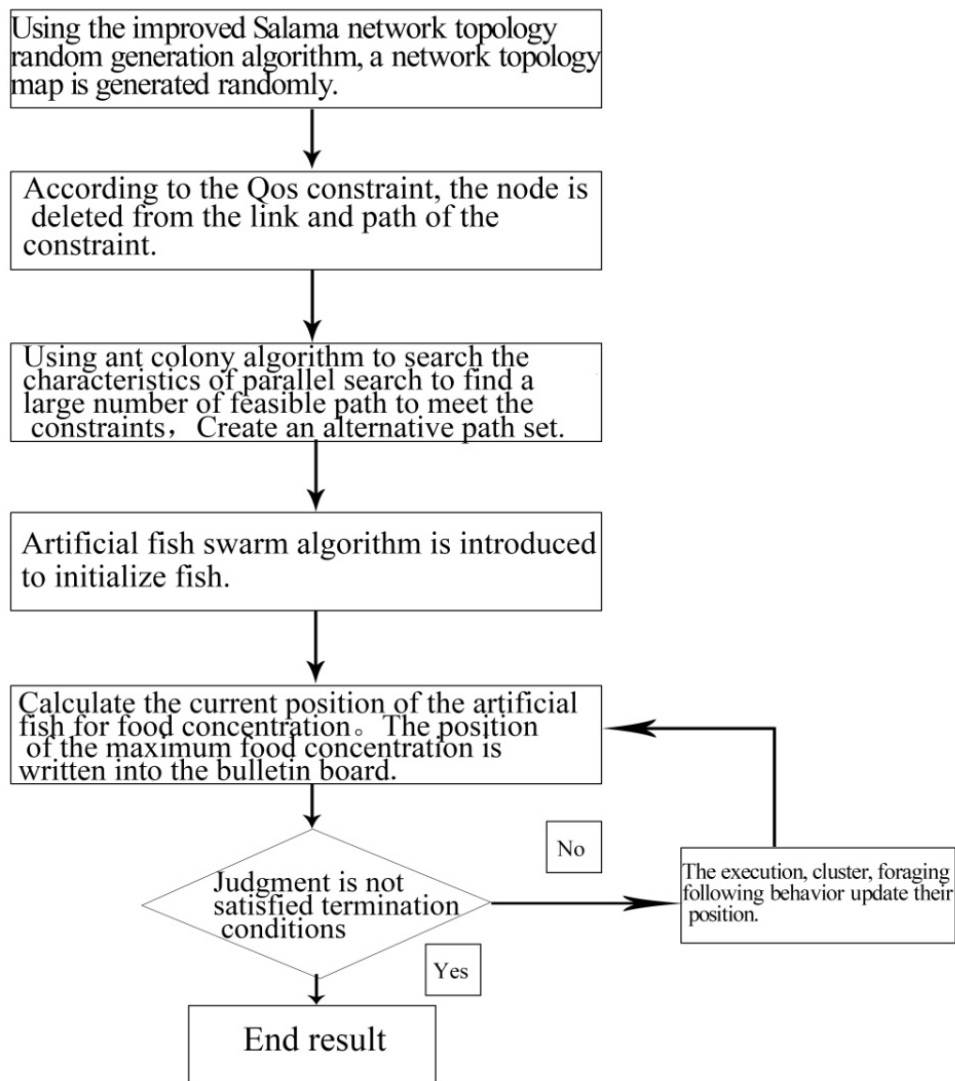 Using the improved Salama network topology
random generation algorithm, a network topology
map is generated randomly.
According to the Qos constraint, the node is
deleted from the link and path of the
constraint.
Using ant colony algorithm to search the
characteristics of parallel search to find a
large number of feasible path to meet the
constraints，Create an alternative path set.
Artificial fish swarm algorithm is introduced
to initialize fish.
Calculate the current position of the artificial
fish for food concentration。The position
of the maximum food concentration is
written into the bulletin board.
Judgment is not
satisfied termination
conditions
No
The execution, cluster, foraging
following behavior update their
position.
Yes
End result